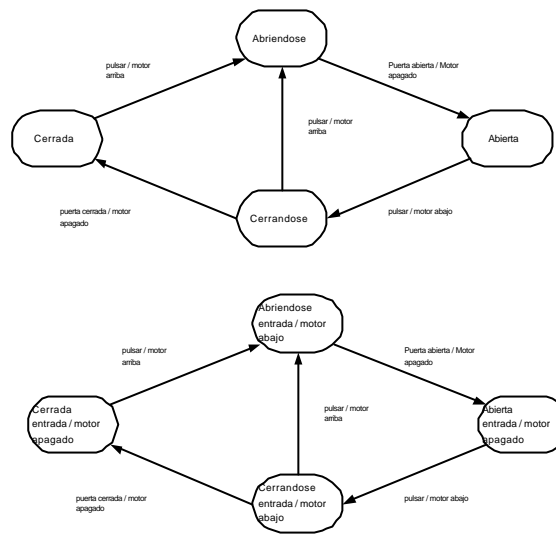 Abriendose
pulsar / motor
arriba
Puerta abierta / Motor
apagado
pulsar / motor
arriba
Cerrada
Abierta
Cerrandose
puerta cerrada / motor
apagado
pulsar / motor abajo
Abriendose
entrada / motor
abajo
pulsar / motor
arriba
Puerta abierta / Motor
apagado
pulsar / motor
arriba
Cerrada
entrada / motor
apagado
Abierta
entrada / motor
apagado
Cerrandose
entrada / motor
abajo
puerta cerrada / motor
apagado
pulsar / motor abajo